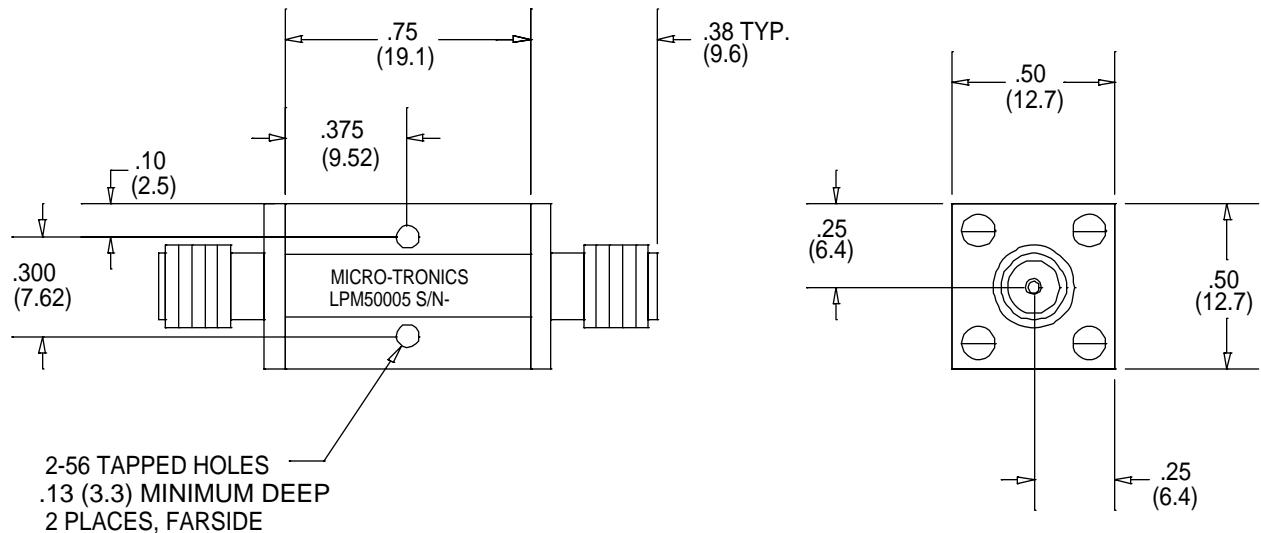 .75
(19.1)
.38 TYP.
(9.6)
.50
(12.7)
.375
(9.52)
.10
(2.5)
.25
(6.4)
.300
(7.62)
MICRO-TRONICS
LPM50005 S/N-
.50
(12.7)
2-56 TAPPED HOLES
.13 (3.3) MINIMUM DEEP
2 PLACES, FARSIDE
.25
(6.4)